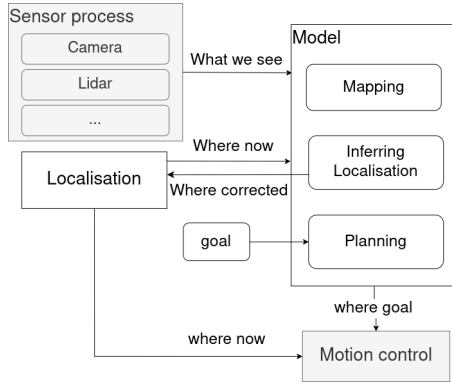 Sensor process
Camera
Lidar
...
What we see
Model
Mapping
Where now
Localisation
Where corrected
Inferring
Localisation
goal
Planning
where goal
where now
Motion control